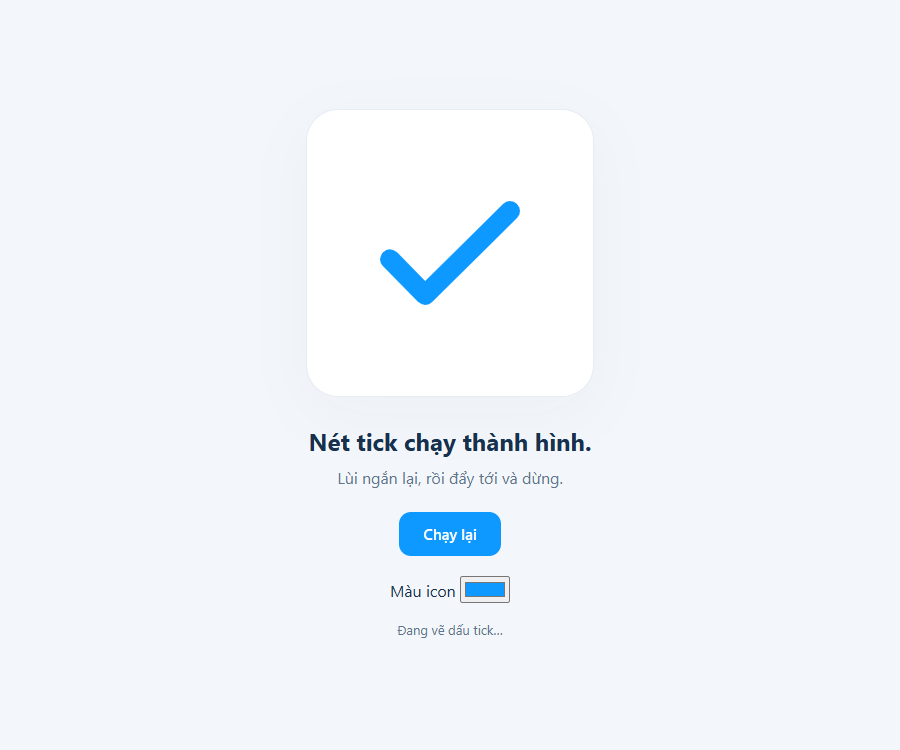 Nét tick chạy thành hình.
Lùi ngắn lại, rồi đẩy tới và dừng.
Chạy lại
Màu icon
Đang vẽ dấu tick...